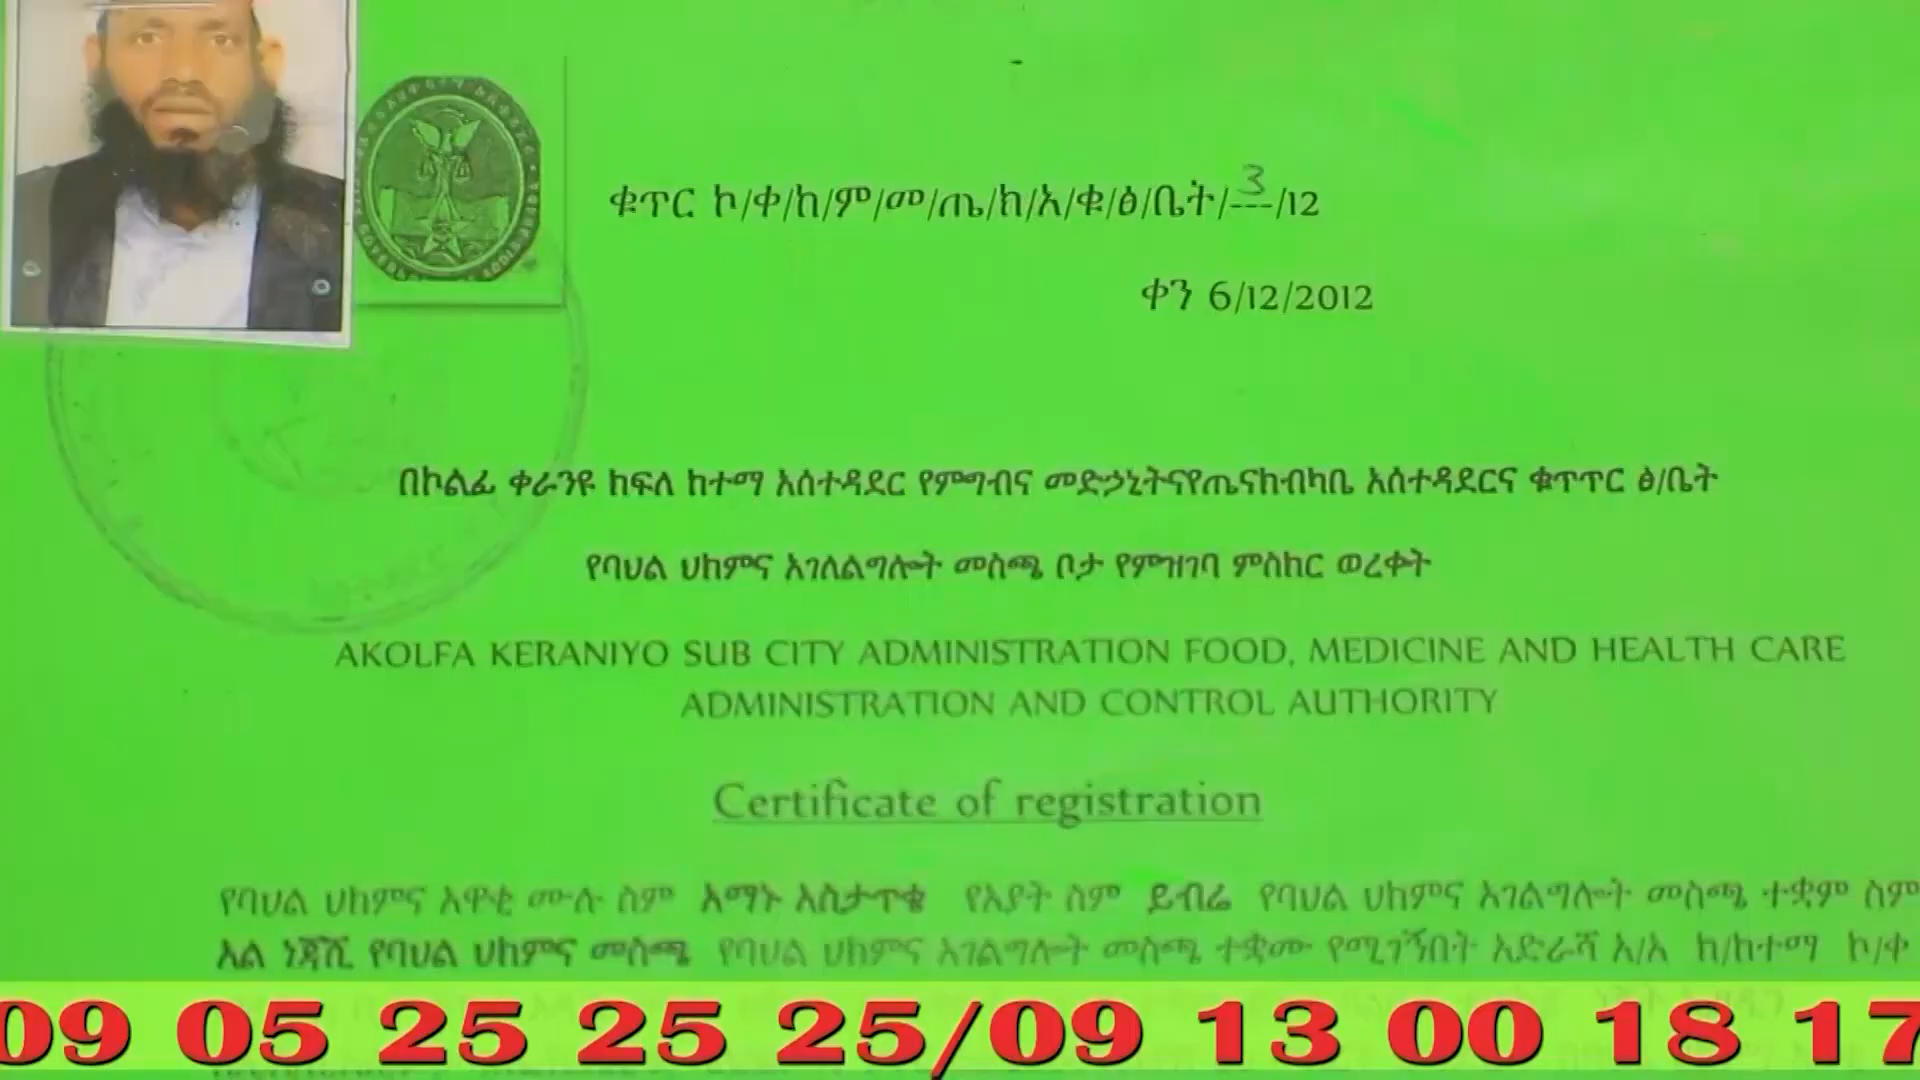 ቁጥር ኮ/ቀ/ከ/ም/መ/ጤ/ክ/አ/ቁ/ፅ/ቤት/3/12
ቀን 6/12/2012
በኮልፊ ቀራንዩ ክፍለ ከተማ አሰተዳደር የምግብና መድኃኒትናየጤናክብካቤ አሰተዳደርና ቁጥጥር ፅ/ቤት
የባህል ህክምና አገለልግሎት መስጫ ቦታ የምዝገባ ምስክር ወረቀት
AKOLFA KERANIYO SUB CITY ADMINISTRATION FOOD, MEDICINE AND HEALTH CARE
ADMINISTRATION AND CONTROL AUTHORITY
Certificate of registration
የባህል ህክምና አዋቂ ሙሉ ስም አማኑ አስታጥቄ የአያት ስም ይብሬ የባህል ህክምና አገልግሎት መስጫ ተቋም ስም
አል ነጃሺ የባህል ህክምና መስጫ የባህል ህክምና አገልግሎት መስጫ ተቋሙ የሚገኝበት አድራሻ አ/አ ክ/ከተማ ኮ/ቀ
09 05 25 25 25/09 13 00 18 17